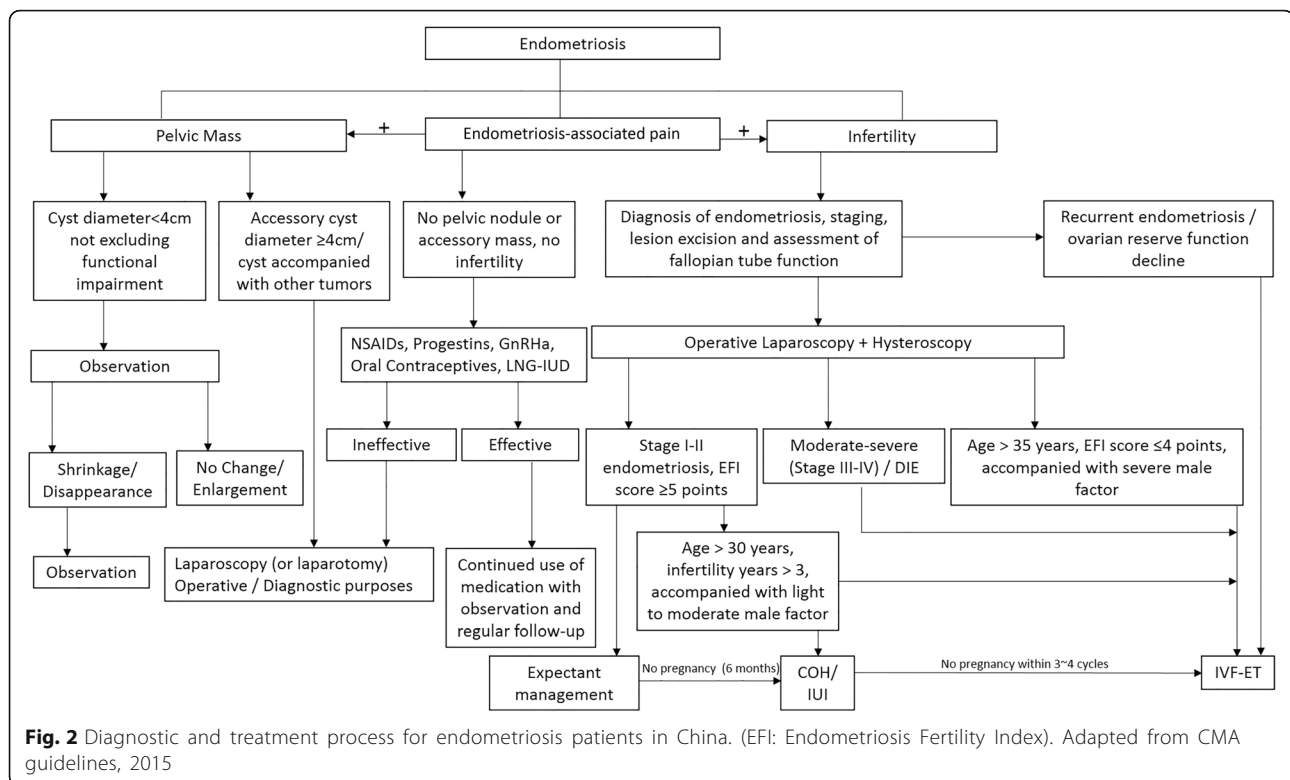 Endometriosis
Pelvic Mass
+
Endometriosis-associated pain
+
Infertility
Cyst diameter<4cm
not excluding
functional
impairment
Accessory cyst
diameter ≥4cm/
cyst accompanied
with other tumors
No pelvic nodule or
accessory mass, no
infertility
Diagnosis of endometriosis, staging,
lesion excision and assessment of
fallopian tube function
Recurrent endometriosis /
ovarian reserve function
decline
NSAIDs, Progestins, GnRHa,
Oral Contraceptives, LNG-IUD
Operative Laparoscopy + Hysteroscopy
Observation
Ineffective
Effective
Stage I-II
endometriosis, EFI
score ≥5 points
Moderate-severe
(Stage III-IV) / DIE
Age > 35 years, EFI score ≤4 points,
accompanied with severe male
factor
Shrinkage/
Disappearance
No Change/
Enlargement
Observation
Laparoscopy (or laparotomy)
Operative / Diagnostic purposes
Continued use of
medication with
observation and
regular follow-up
Age > 30 years,
infertility years > 3,
accompanied with light
to moderate male factor
Expectant
management
No pregnancy (6 months)
COH/
IUI
No pregnancy within 3~4 cycles
IVF-ET
Fig. 2 Diagnostic and treatment process for endometriosis patients in China. (EFI: Endometriosis Fertility Index). Adapted from CMA
guidelines, 2015